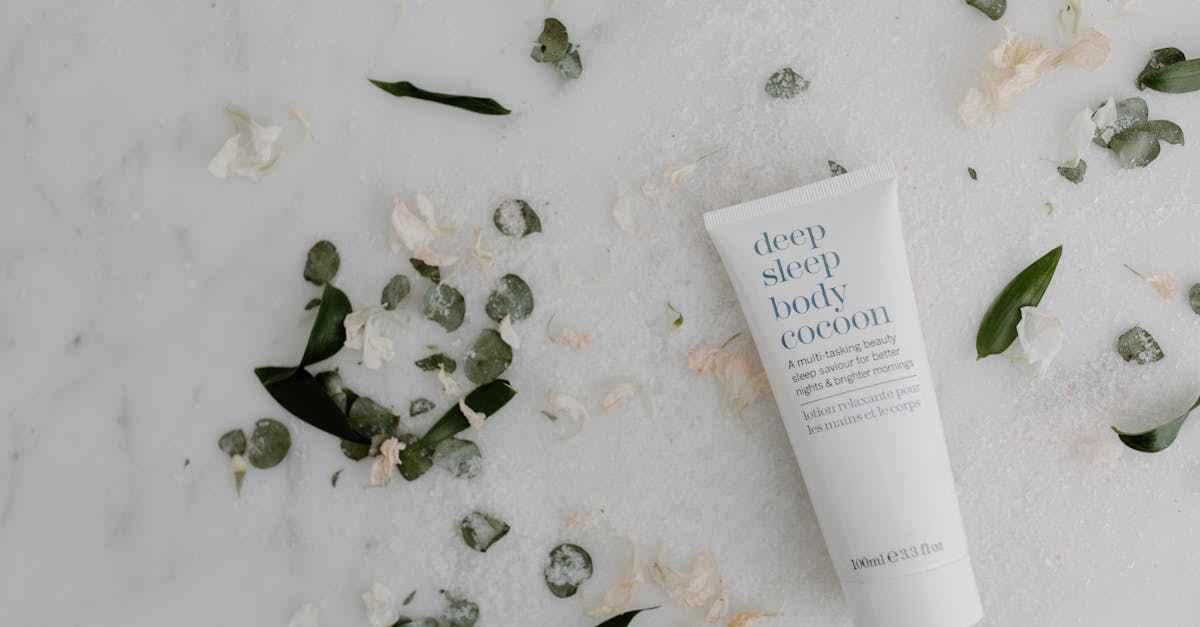 deep
sleep
body
cocoon
A multi-tasking beauty
sleep saviour for better
nights & brighter mornings
lotion relaxante pour
les mains et le corps
100ml ℮ 3.3 fl oz